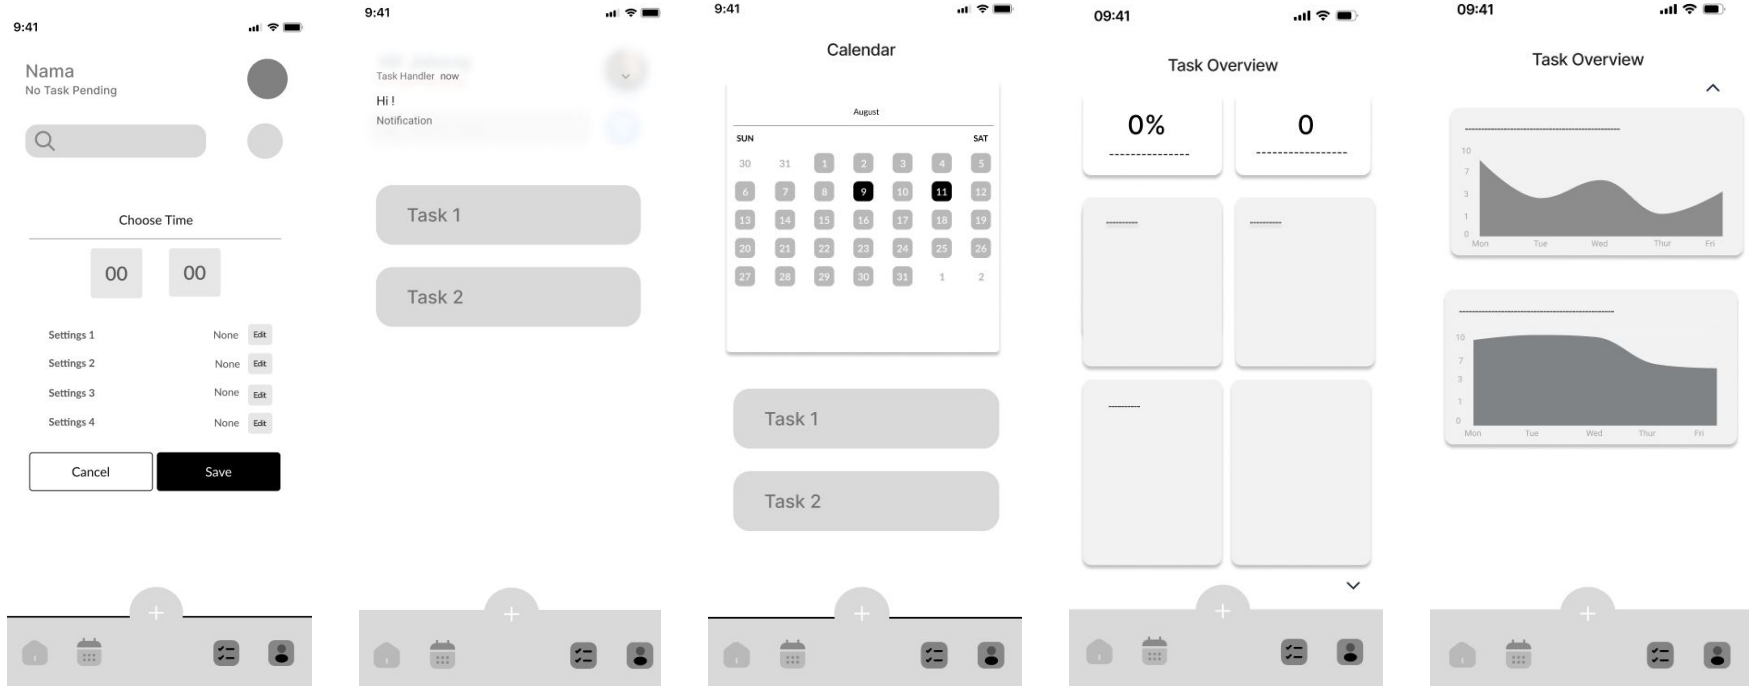 9:41
Nama
No Task Pending
Choose Time
00 00
Settings 1 None Edit
Settings 2 None Edit
Settings 3 None Edit
Settings 4 None Edit
Cancel Save
9:41
Task Handler now
Hi !
Notification
Task 1
Task 2
9:41
Calendar
August
SUN SAT
30 31 1 2 3 4 5
6 7 8 9 10 11 12
13 14 15 16 17 18 19
20 21 22 23 24 25 26
27 28 29 30 31 1 2
Task 1
Task 2
09:41
Task Overview
0% 0
09:41
Task Overview
10
7
3
1
0
Mon Tue Wed Thur Fri
10
7
3
1
0
Mon Tue Wed Thur Fri